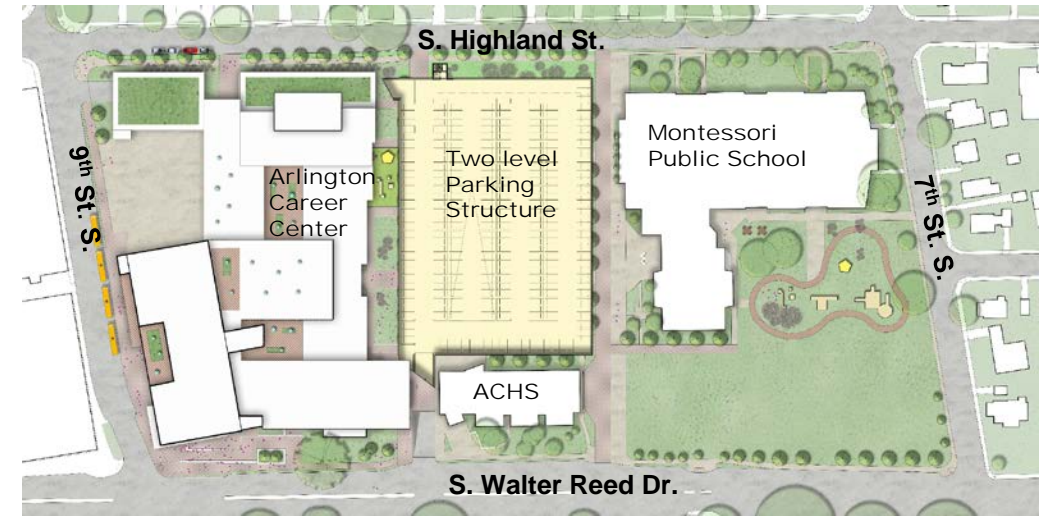 S. Highland St.
9th St. S.
Arlington
Career
Center
Two level
Parking
Structure
Montessori
Public School
7th St. S.
ACHS
S. Walter Reed Dr.